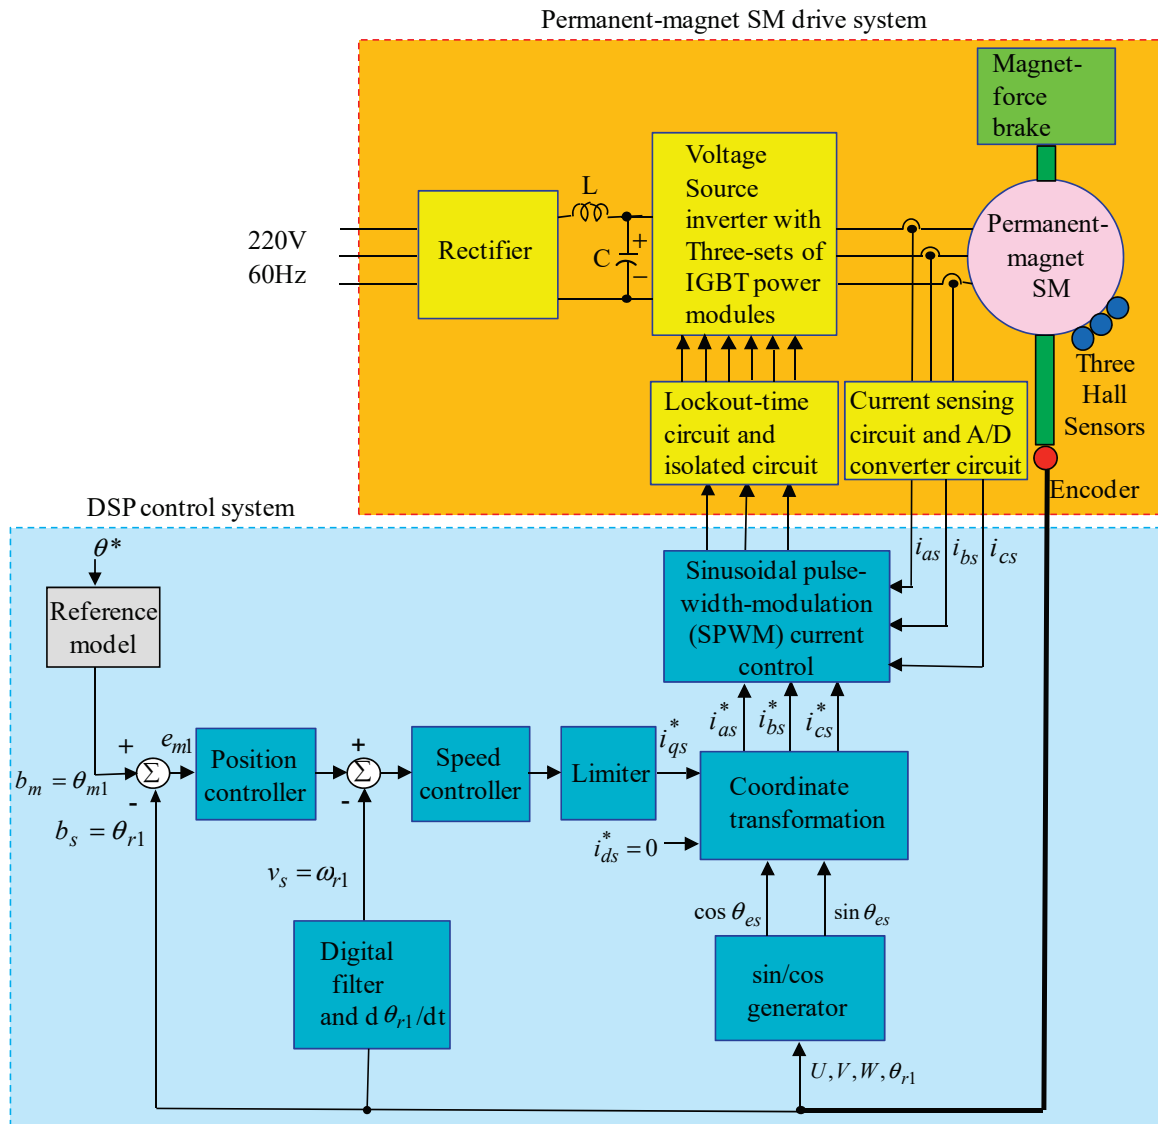 Permanent-magnet SM drive system
Magnet-
force
brake
Voltage
Source
inverter with
Three-sets of
IGBT power
modules
L
C
+
−
220V
60Hz
Rectifier
Permanent-
magnet
SM
Three
Hall
Sensors
Lockout-time
circuit and
isolated circuit
Current sensing
circuit and A/D
converter circuit
Encoder
DSP control system
θ*
Reference
model
i_as i_bs i_cs
Sinusoidal pulse-
width-modulation
(SPWM) current
control
i*_as i*_bs i*_cs
+
e_m1
b_m = θ_m1
Σ
-
b_s = θ_r1
Position
controller
+
Σ
-
Speed
controller
Limiter
i*_qs
i*_ds = 0
Coordinate
transformation
v_s = ω_r1
cos θ_es
sin θ_es
Digital
filter
and d θ_r1/dt
sin/cos
generator
U, V, W, θ_r1